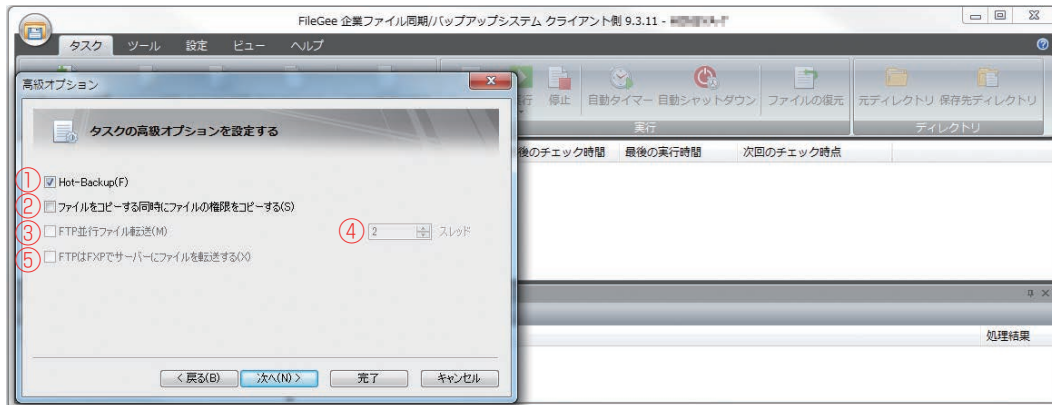 FileGee 企業ファイル同期/バップアップシステム クライアント側 9.3.11 -
タスク ツール 設定 ビュー ヘルプ
高級オプション
行 停止 自動タイマー 自動シャットダウン ファイルの復元 元ディレクトリ 保存先ディレクトリ
実行 ディレクトリ
タスクの高級オプションを設定する
後のチェック時間 最後の実行時間 次回のチェック時点
① Hot-Backup(F)
② ファイルをコピーする同時にファイルの権限をコピーする(S)
③ FTP並行ファイル転送(M) ④ 2 スレッド
⑤ FTPはFXPでサーバーにファイルを転送する(X)
処理結果
< 戻る(B) 次へ(N) > 完了 キャンセル